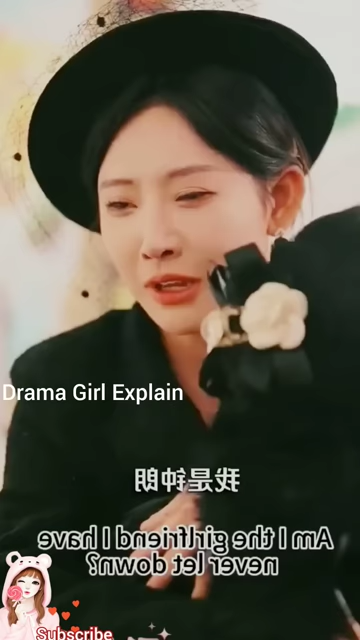 Drama Girl Explain
我是钟朗
Am I the girlfriend I have
never let down?
Subscribe